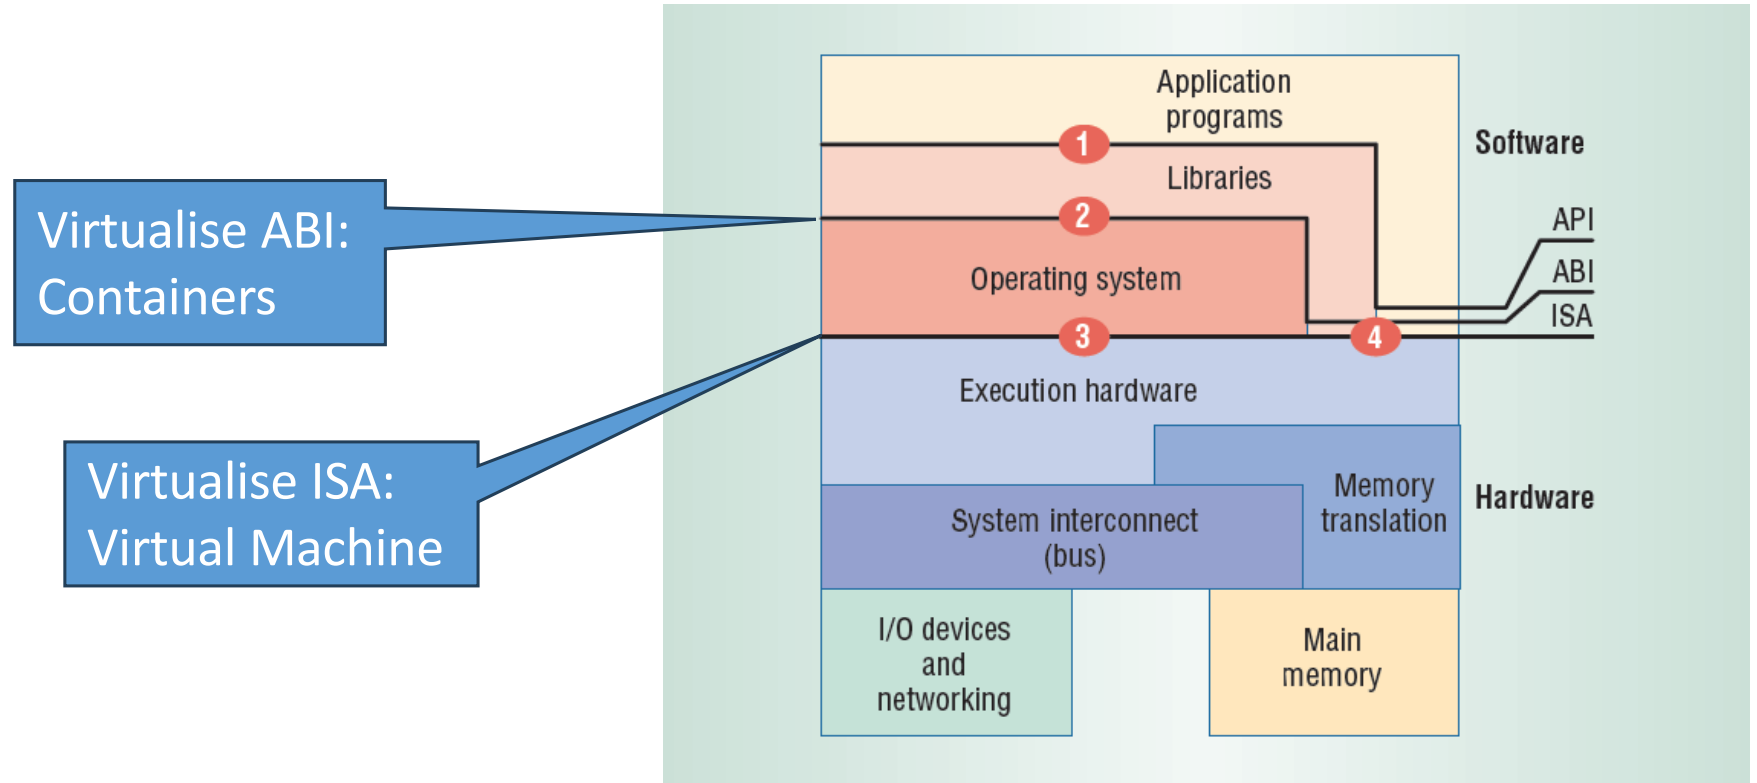 Application
programs
1
Software
Libraries
Virtualise ABI:
Containers
2
API
Operating system
ABI
ISA
3
4
Execution hardware
Virtualise ISA:
Virtual Machine
Memory
translation
Hardware
System interconnect
(bus)
I/O devices
and
networking
Main
memory